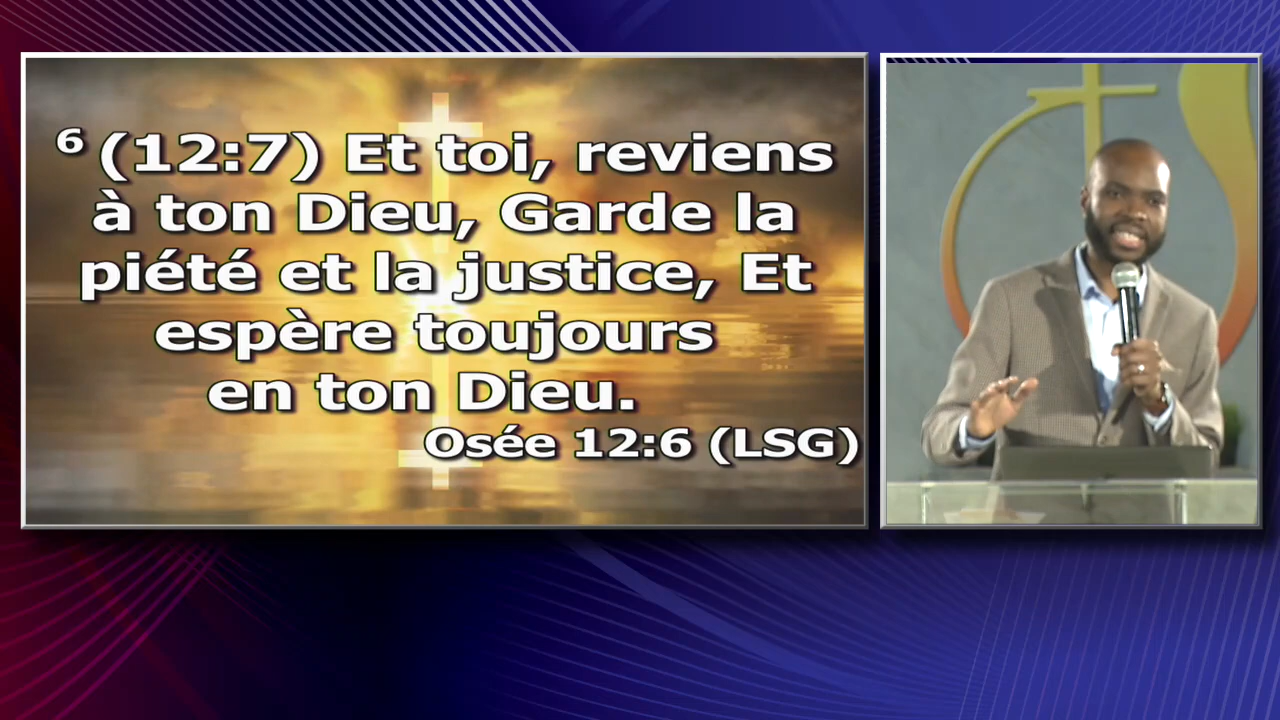 6 (12:7) Et toi, reviens
à ton Dieu, Garde la
piété et la justice, Et
espère toujours
en ton Dieu.
Osée 12:6 (LSG)